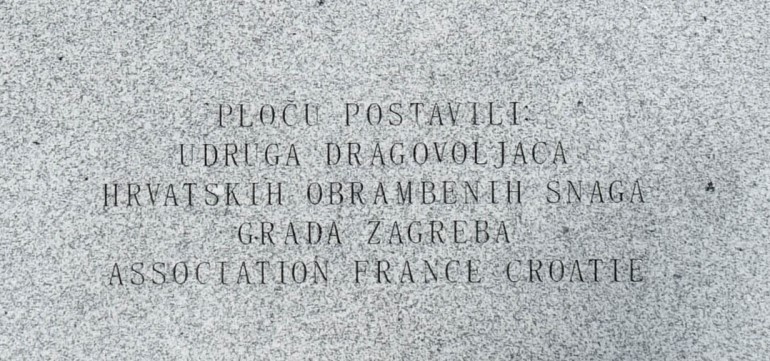 PLOČU POSTAVILI:
UDRUGA DRAGOVOLJACA
HRVATSKIH OBRAMBENIH SNAGA
GRADA ZAGREBA
ASSOCIATION FRANCE CROATIE